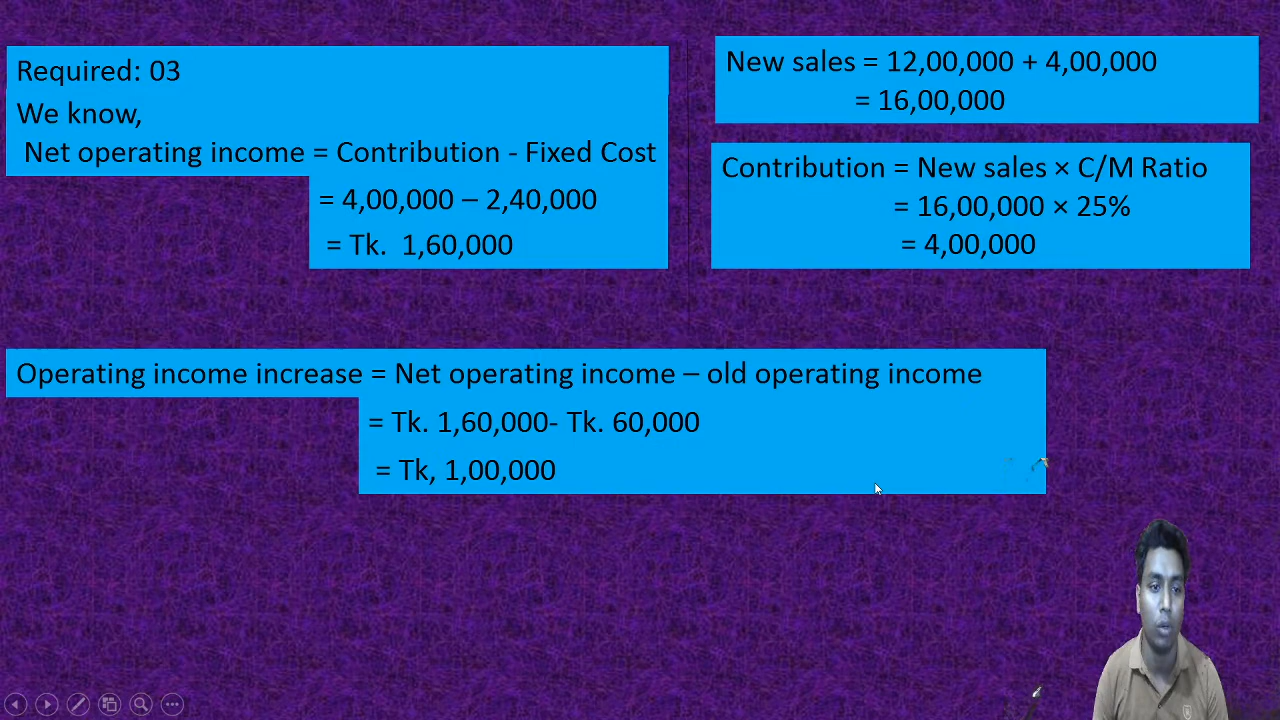 Required: 03
We know,
Net operating income = Contribution - Fixed Cost
= 4,00,000 – 2,40,000
= Tk. 1,60,000
New sales = 12,00,000 + 4,00,000
= 16,00,000
Contribution = New sales × C/M Ratio
= 16,00,000 × 25%
= 4,00,000
Operating income increase = Net operating income – old operating income
= Tk. 1,60,000- Tk. 60,000
= Tk, 1,00,000